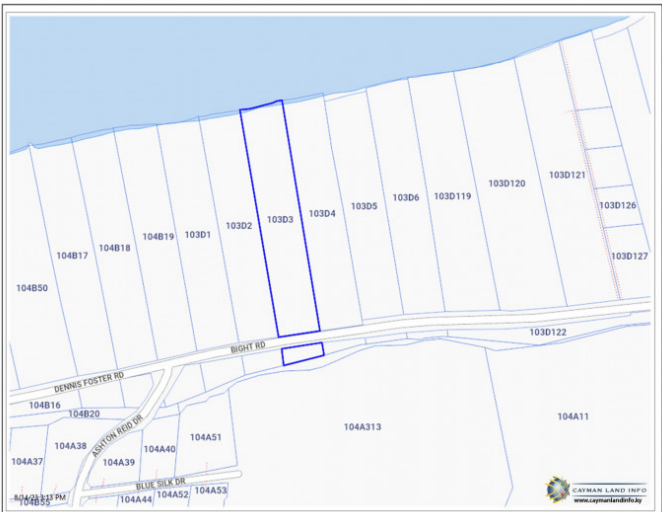 103D121
103D120
103D119
103D6
103D5
103D4
103D3
103D2
103D1
104B19
104B18
104B17
104B50
103D126
103D127
103D122
BIGHT RD
DENNIS FOSTER RD
104B16
104B20
ASHTON REID DR
104A38
104A37
104A39
104A40
104A51
104A313
104A11
BLUE SILK DR
104A44
104A52
104A53
104B55
CAYMAN LAND INFO
www.caymanlandinfo.ky